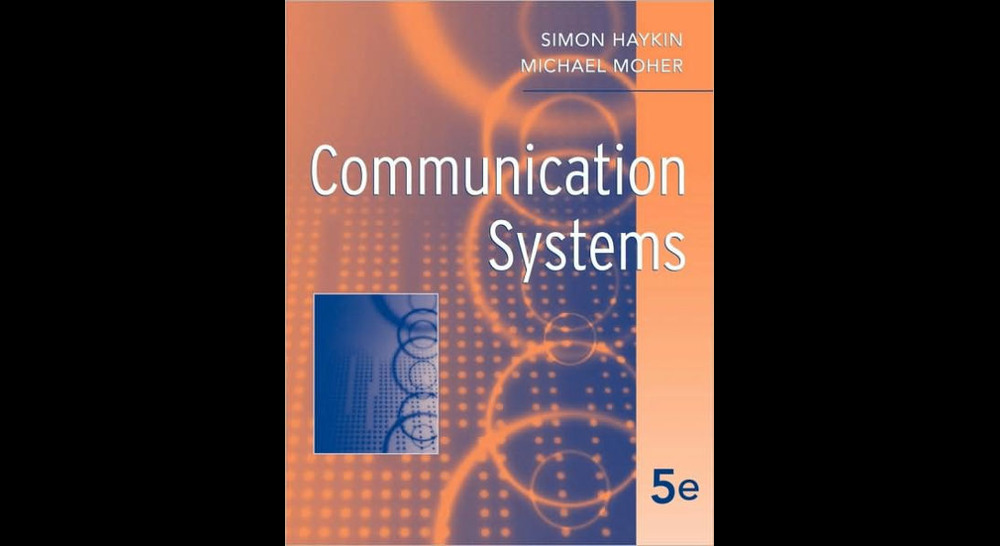 SIMON HAYKIN
MICHAEL MOHER
Communication
Systems
5e